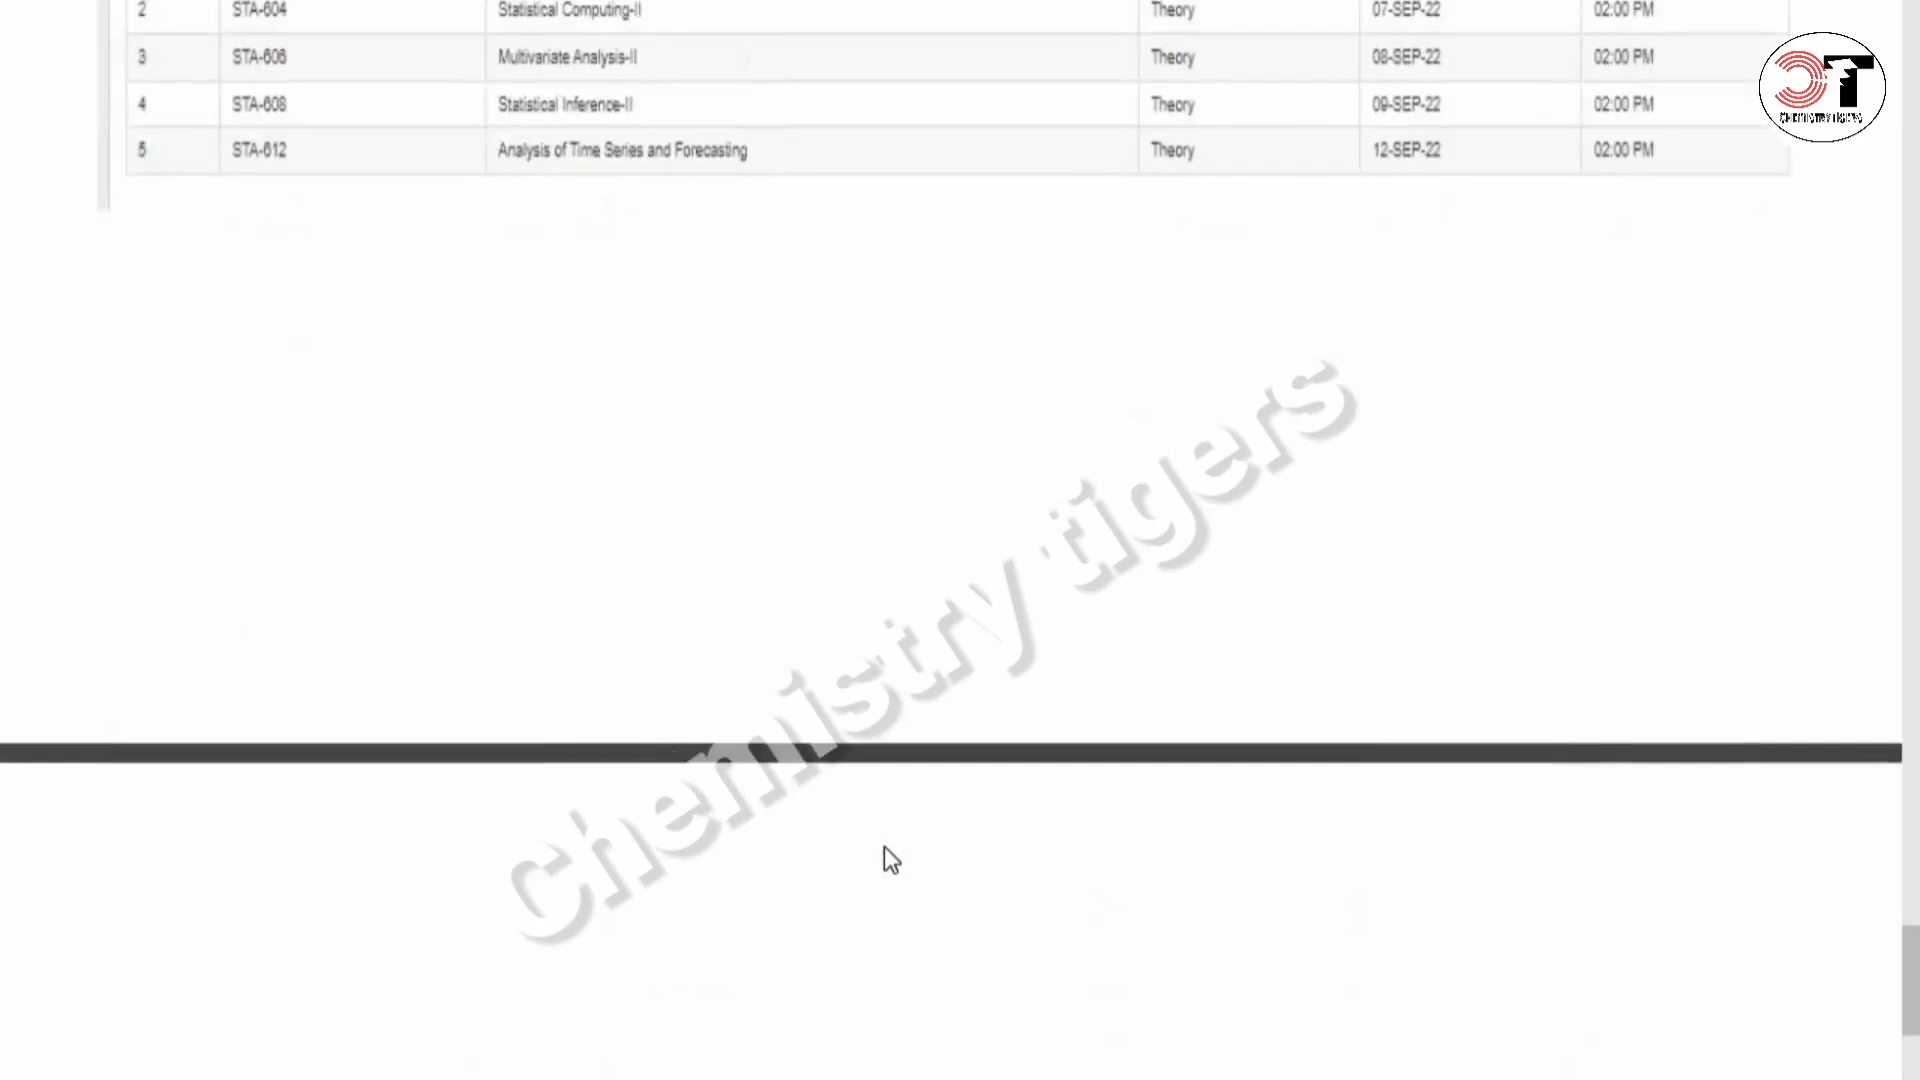 2 STA-604 Statistical Computing-II Theory 07-SEP-22 02:00 PM
3 STA-606 Multivariate Analysis-II Theory 08-SEP-22 02:00 PM
4 STA-608 Statistical Inference-II Theory 09-SEP-22 02:00 PM
5 STA-612 Analysis of Time Series and Forecasting Theory 12-SEP-22 02:00 PM
CT
CHEMISTRY TIGERS
Chemistry tigers